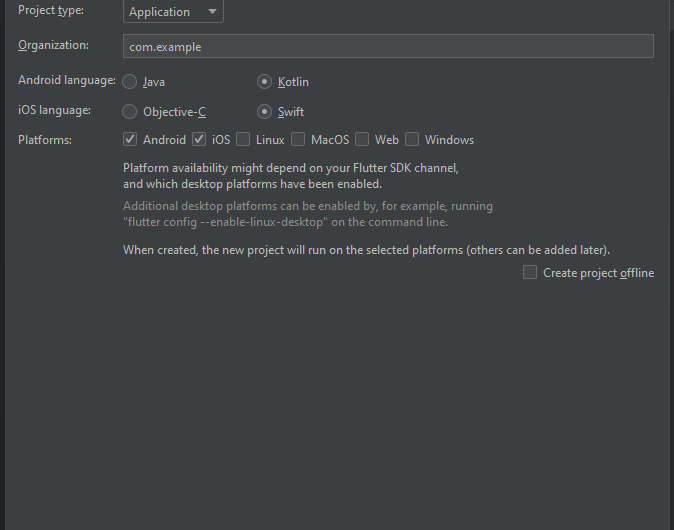 Project type: Application
Organization: com.example
Android language: Java Kotlin
iOS language: Objective-C Swift
Platforms: Android iOS Linux MacOS Web Windows
Platform availability might depend on your Flutter SDK channel,
and which desktop platforms have been enabled.
Additional desktop platforms can be enabled by, for example, running
"flutter config --enable-linux-desktop" on the command line.
When created, the new project will run on the selected platforms (others can be added later).
Create project offline